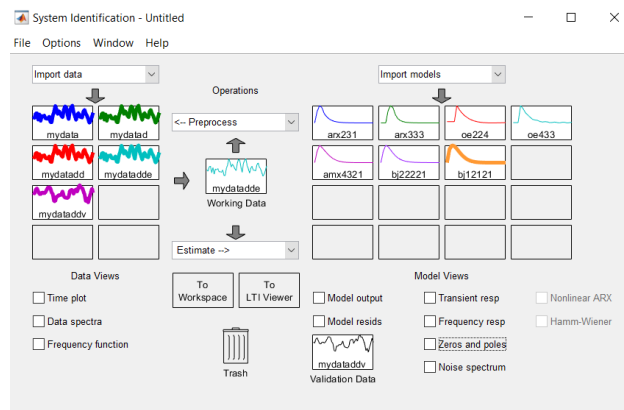 System Identification - Untitled
File Options Window Help
Import data
Operations
Import models
mydata
mydatad
<-- Preprocess
arx231
arx333
oe224
oe433
mydatadd
mydatadde
mydatadde
amx4321
bj22221
bj12121
Working Data
mydataddv
Estimate -->
Data Views
To Workspace
To LTI Viewer
Model Views
Time plot
Model output
Transient resp
Nonlinear ARX
Data spectra
Model resids
Frequency resp
Hamm-Wiener
Frequency function
Zeros and poles
mydataddv
Trash
Validation Data
Noise spectrum